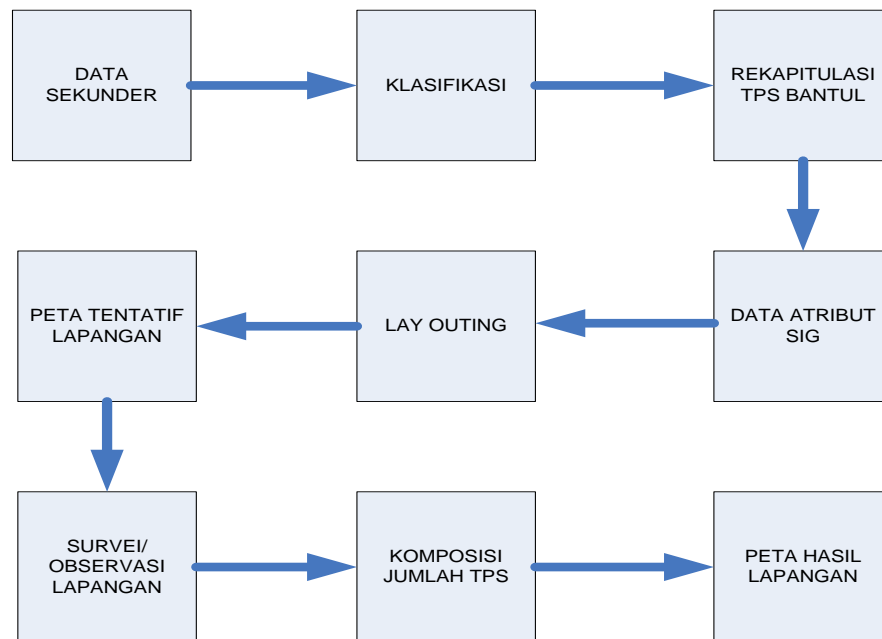 DATA
SEKUNDER
KLASIFIKASI
REKAPITULASI
TPS BANTUL
DATA ATRIBUT
SIG
LAY OUTING
PETA TENTATIF
LAPANGAN
SURVEI/
OBSERVASI
LAPANGAN
KOMPOSISI
JUMLAH TPS
PETA HASIL
LAPANGAN